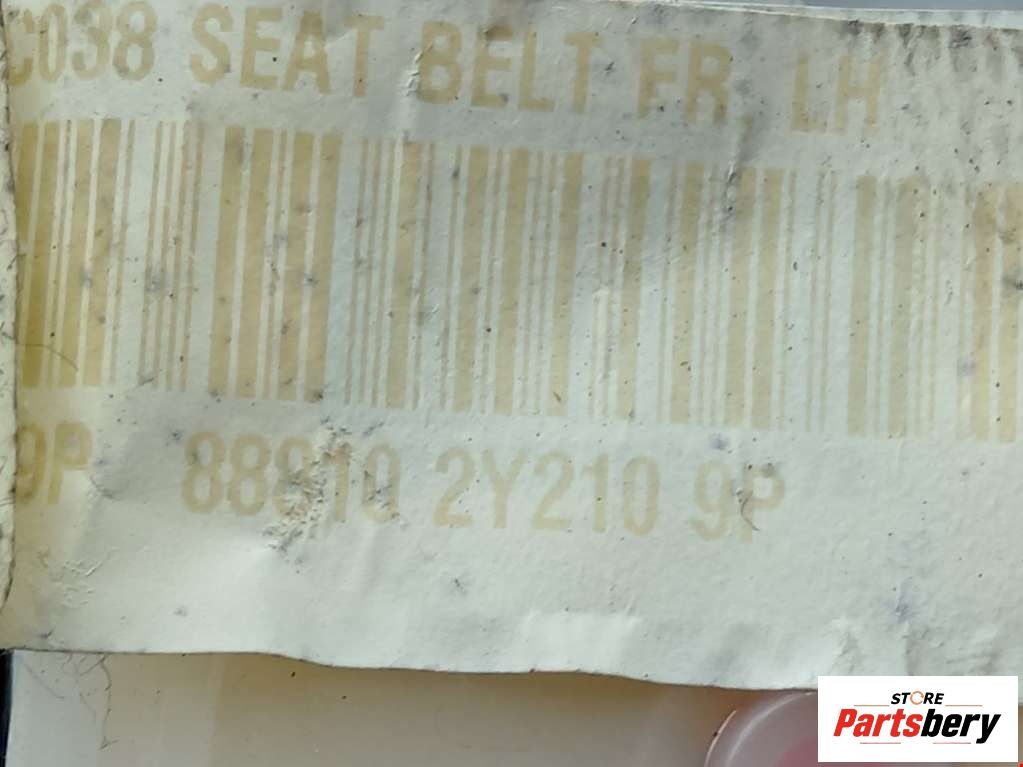 C038 SEAT BELT FR, LH
9P 88810 2Y210 9P
STORE
Partsbery